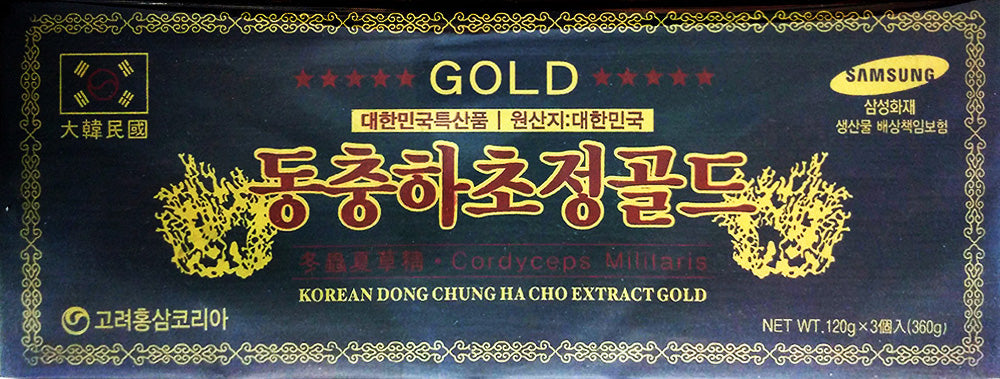 ★★★★★ GOLD ★★★★★
大韓民國
SAMSUNG
삼성화재
생산물 배상책임보험
대한민국특산품 | 원산지:대한민국
동충하초정골드
冬蟲夏草精 · Cordyceps Militaris
KOREAN DONG CHUNG HA CHO EXTRACT GOLD
고려홍삼코리아
NET WT.120g×3個入(360g)